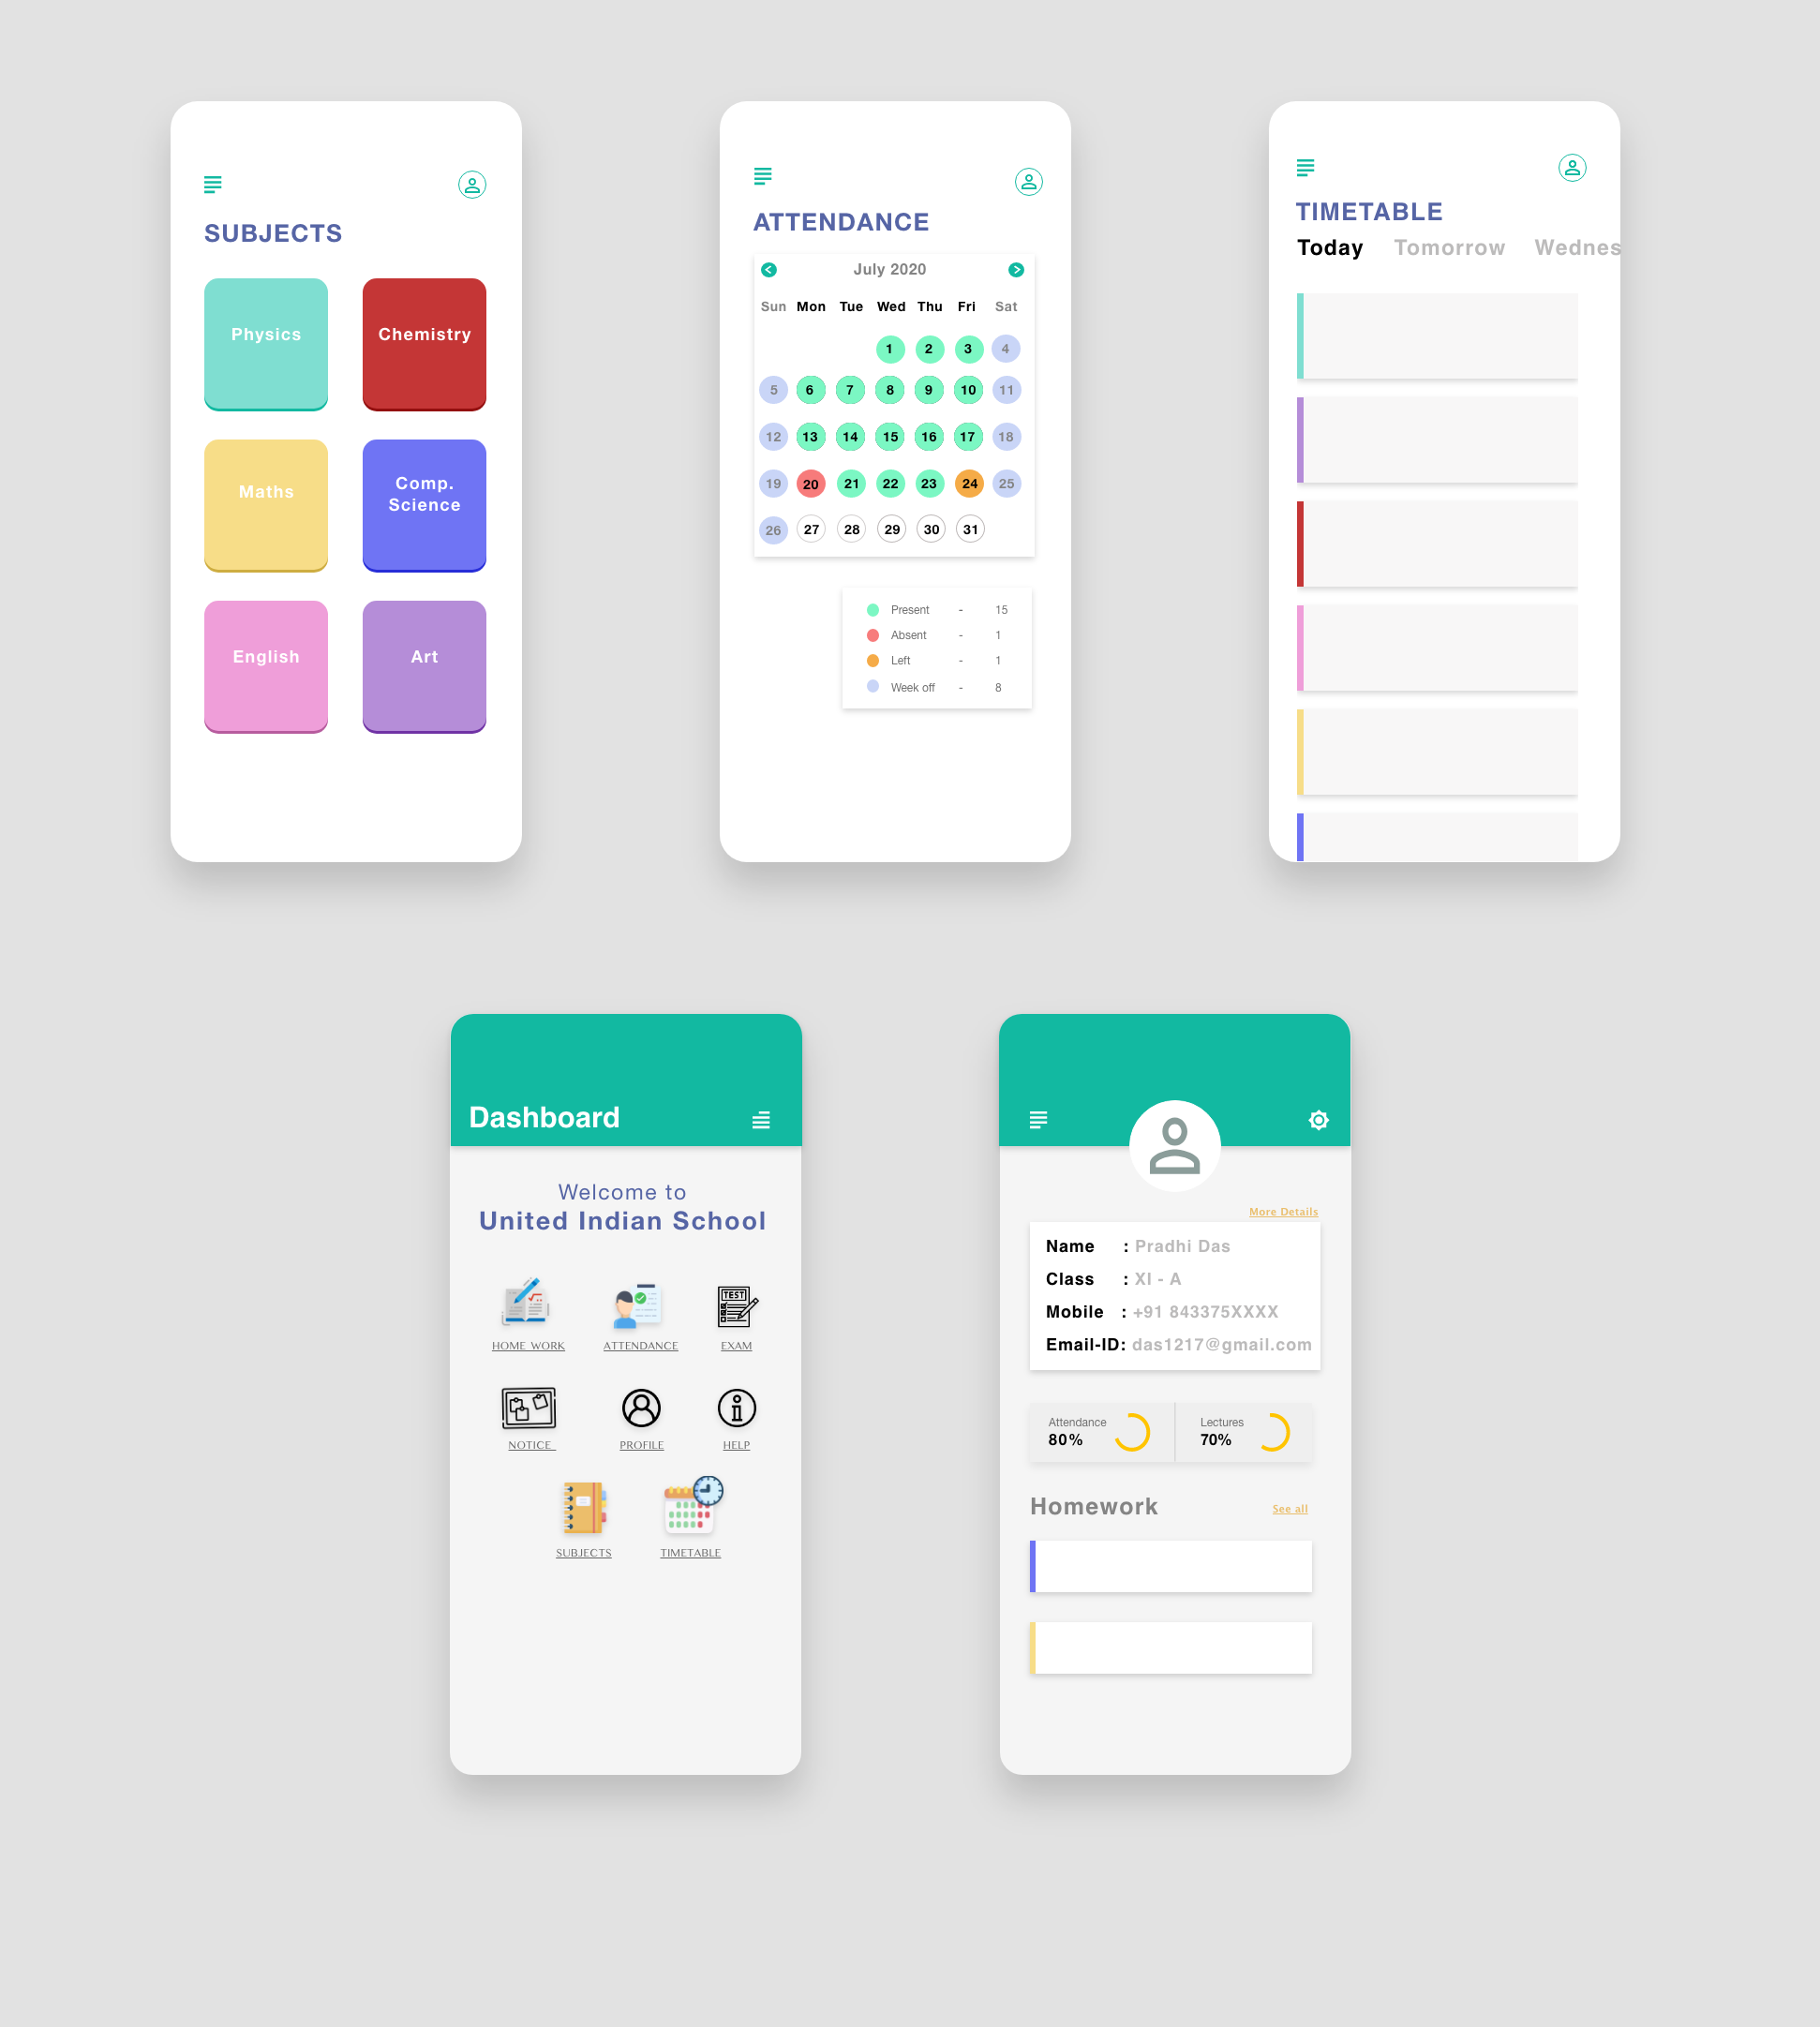 SUBJECTS
Physics
Chemistry
Maths
Comp.
Science
English
Art
ATTENDANCE
July 2020
Sun Mon Tue Wed Thu Fri Sat
1 2 3 4
5 6 7 8 9 10 11
12 13 14 15 16 17 18
19 20 21 22 23 24 25
26 27 28 29 30 31
Present - 15
Absent - 1
Left - 1
Week off - 8
TIMETABLE
Today Tomorrow Wednes
Dashboard
Welcome to
United Indian School
TEST
HOME WORK ATTENDANCE EXAM
NOTICE PROFILE HELP
SUBJECTS TIMETABLE
More Details
Name : Pradhi Das
Class : XI - A
Mobile : +91 843375XXXX
Email-ID: das1217@gmail.com
Attendance
80%
Lectures
70%
Homework
See all